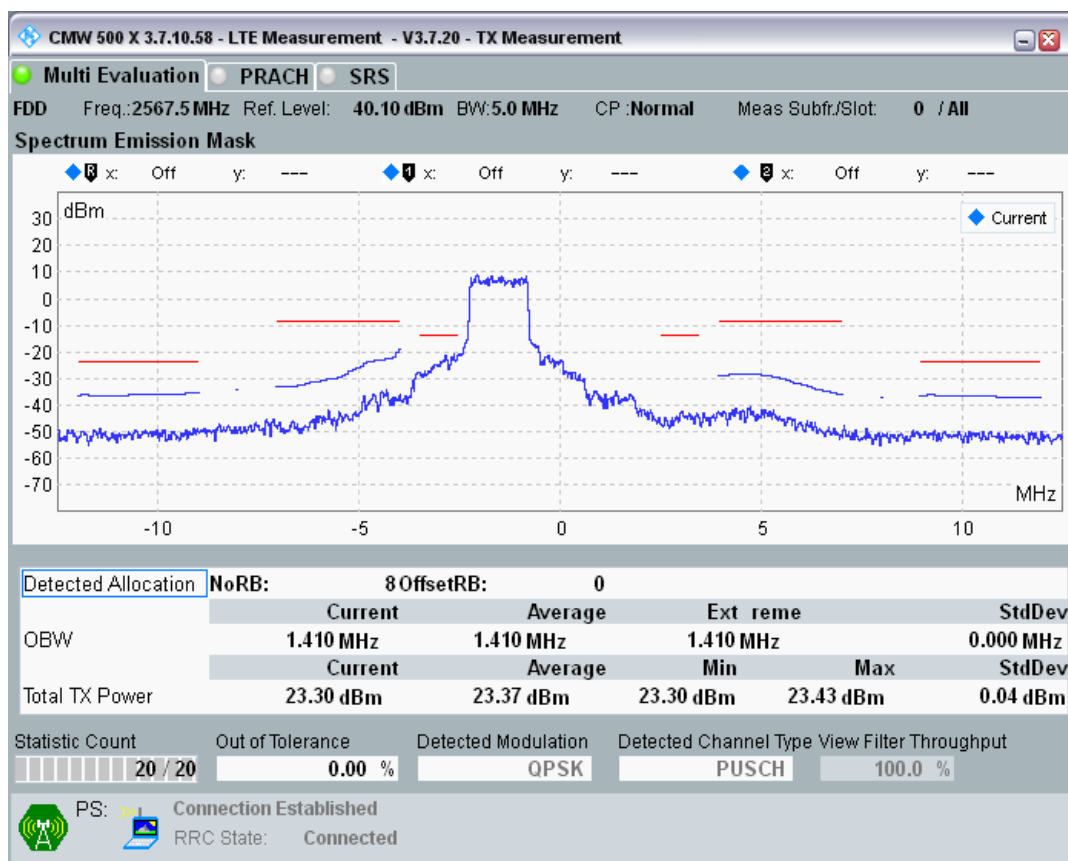 CMW 500 X 3.7.10.58 - LTE Measurement - V3.7.20 - TX Measurement
Multi Evaluation PRACH SRS
FDD Freq.:2567.5 MHz Ref. Level: 40.10 dBm BW:5.0 MHz CP :Normal Meas Subfr./Slot: 0 / All
Spectrum Emission Mask
R x: Off y: --- 1 x: Off y: --- 2 x: Off y: ---
dBm
Current
30
20
10
0
-10
-20
-30
-40
-50
-60
-70
MHz
-10 -5 0 5 10
Detected Allocation NoRB: 8 OffsetRB: 0
Current Average Ext reme StdDev
OBW 1.410 MHz 1.410 MHz 1.410 MHz 0.000 MHz
Current Average Min Max StdDev
Total TX Power 23.30 dBm 23.37 dBm 23.30 dBm 23.43 dBm 0.04 dBm
Statistic Count Out of Tolerance Detected Modulation Detected Channel Type View Filter Throughput
20 / 20 0.00 % QPSK PUSCH 100.0 %
PS: Connection Established
RRC State: Connected